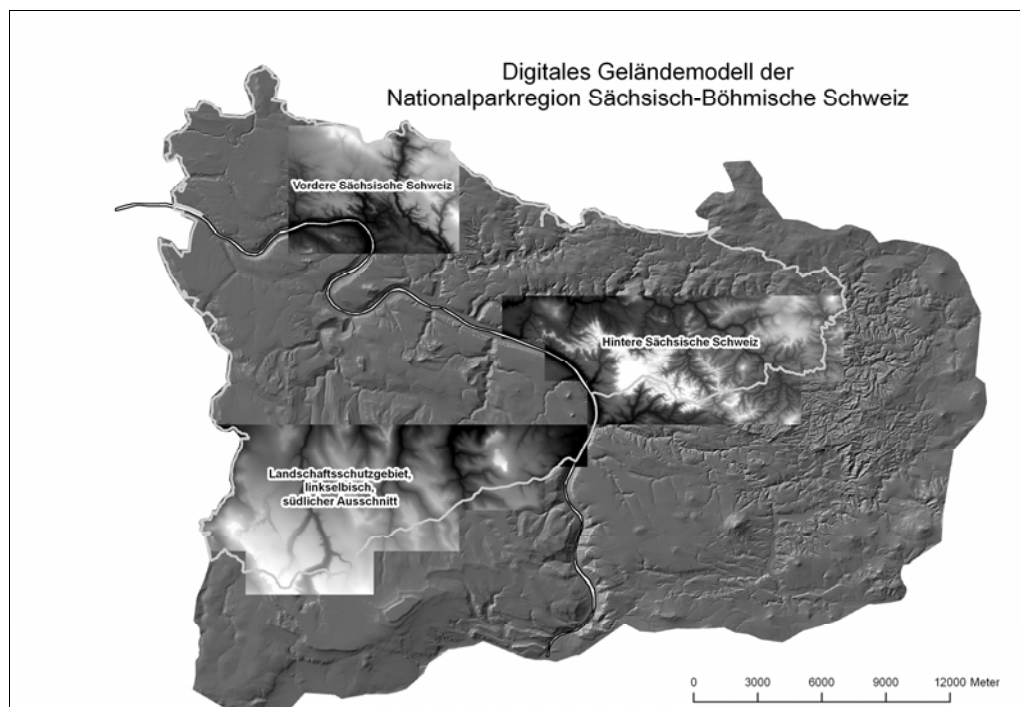 Digitales Geländemodell der
Nationalparkregion Sächsisch-Böhmische Schweiz
Vordere Sächsische Schweiz
Hintere Sächsische Schweiz
Landschaftsschutzgebiet,
linkselbisch,
südlicher Ausschnitt
0 3000 6000 9000 12000 Meter